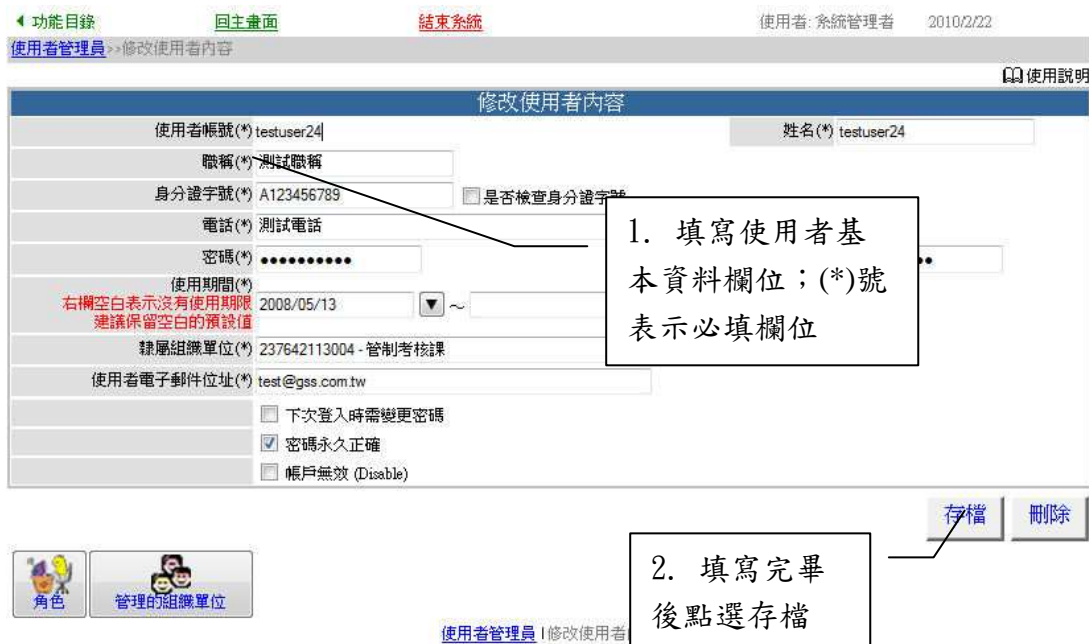 功能目錄 回主畫面 結束系統 使用者: 系統管理者 2010/2/22
使用者管理員>>修改使用者內容
使用說明
修改使用者內容
使用者帳號(*) testuser24 姓名(*) testuser24
職稱(*) 測試職稱
身分證字號(*) A123456789 是否檢查身分證字號
電話(*) 測試電話
密碼(*) ●●●●●●●●●●
使用期間(*)
右欄空白表示沒有使用期限 2008/05/13 ▼ ～
建議保留空白的預設值
隸屬組織單位(*) 237642113004 - 管制考核課
使用者電子郵件位址(*) test@gss.com.tw
下次登入時需變更密碼
密碼永久正確
帳戶無效 (Disable)
1. 填寫使用者基
本資料欄位；(*)號
表示必填欄位
存檔 刪除
角色 管理的組織單位
2. 填寫完畢
後點選存檔
使用者管理員 | 修改使用者